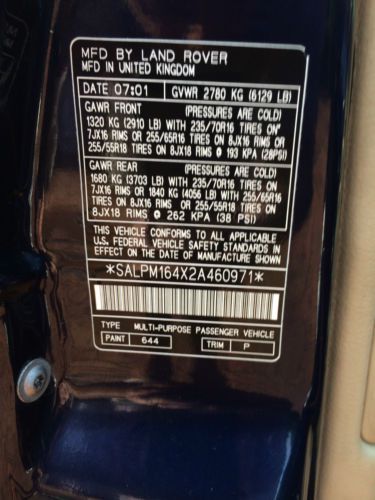 MFD BY LAND ROVER
MFD IN UNITED KINGDOM
DATE 07:01 GVWR 2780 KG (6129 LB)
GAWR FRONT (PRESSURES ARE COLD)
1320 KG (2910 LB) WITH 235/70R16 TIRES ON
7JX16 RIMS OR 255/65R16 TIRES ON 8JX16 RIMS OR
255/55R18 TIRES ON 8JX18 RIMS @ 193 KPA (28PSI)
GAWR REAR (PRESSURES ARE COLD)
1680 KG (3703 LB) WITH 235/70R16 TIRES ON
7JX16 RIMS OR 1840 KG (4056 LB) WITH 255/65R16
TIRES ON 8JX16 RIMS OR 255/55R18 TIRES ON
8JX18 RIMS @ 262 KPA (38 PSI)
THIS VEHICLE CONFORMS TO ALL APPLICABLE
U.S. FEDERAL VEHICLE SAFETY STANDARDS IN
EFFECT ON THE DATE OF MANUFACTURE SHOWN
*SALPM164X2A460971*
TYPE MULTI-PURPOSE PASSENGER VEHICLE
PAINT 644 TRIM P